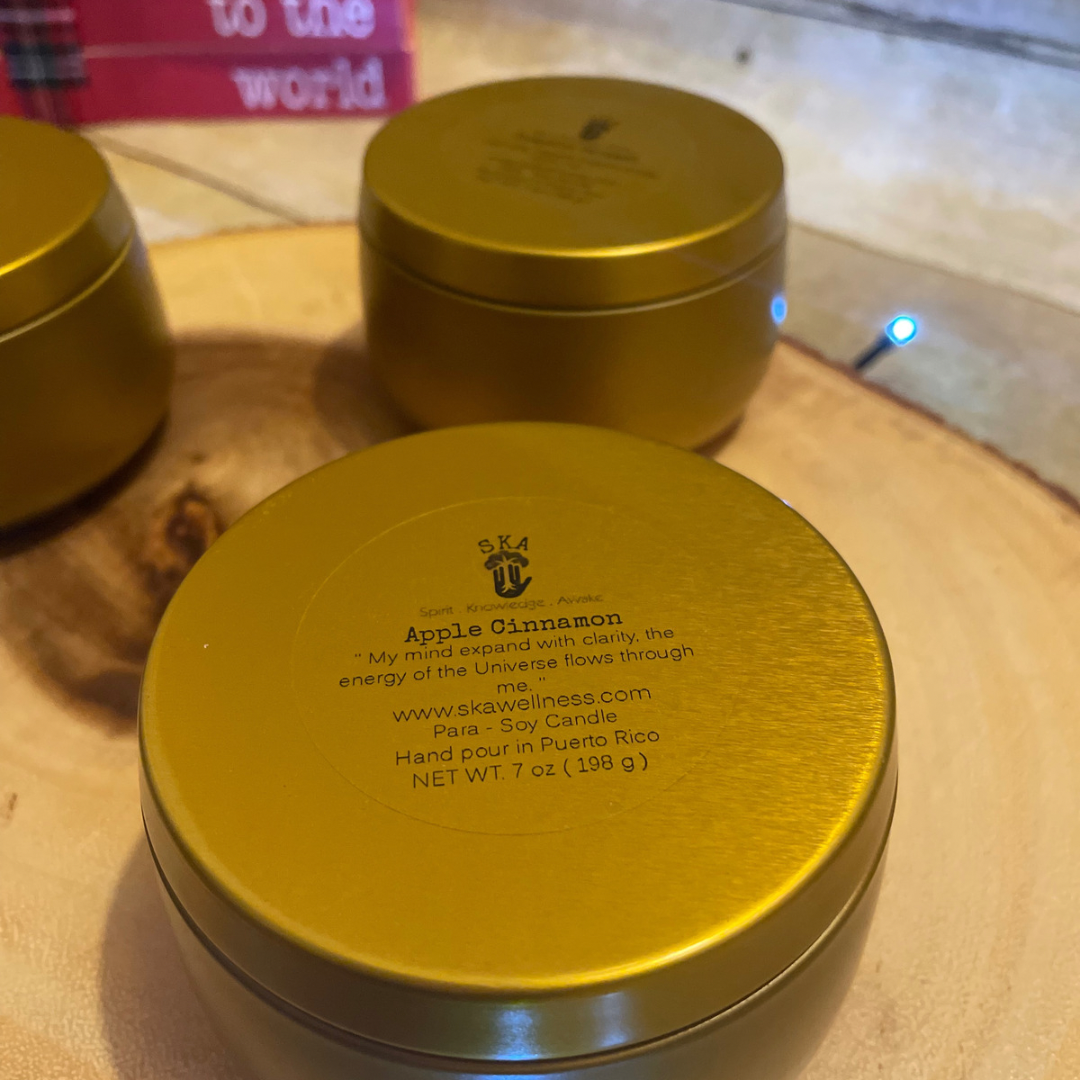 to the
world
SKA
Spirit . Knowledge . Awake
Apple Cinnamon
" My mind expand with clarity, the
energy of the Universe flows through
me. "
www.skawellness.com
Para - Soy Candle
Hand pour in Puerto Rico
NET WT. 7 oz ( 198 g )